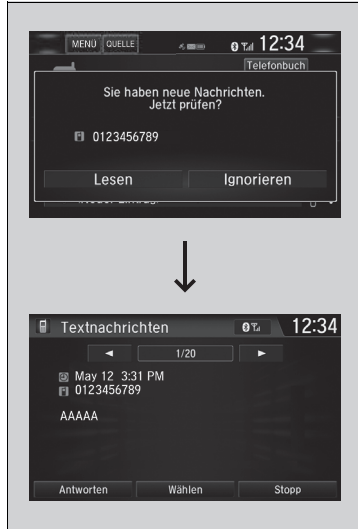 MENÜ QUELLE 12:34
Telefonbuch
Sie haben neue Nachrichten.
Jetzt prüfen?
0123456789
Lesen Ignorieren
Textnachrichten 12:34
1/20
May 12 3:31 PM
0123456789
AAAAA
Antworten Wählen Stopp